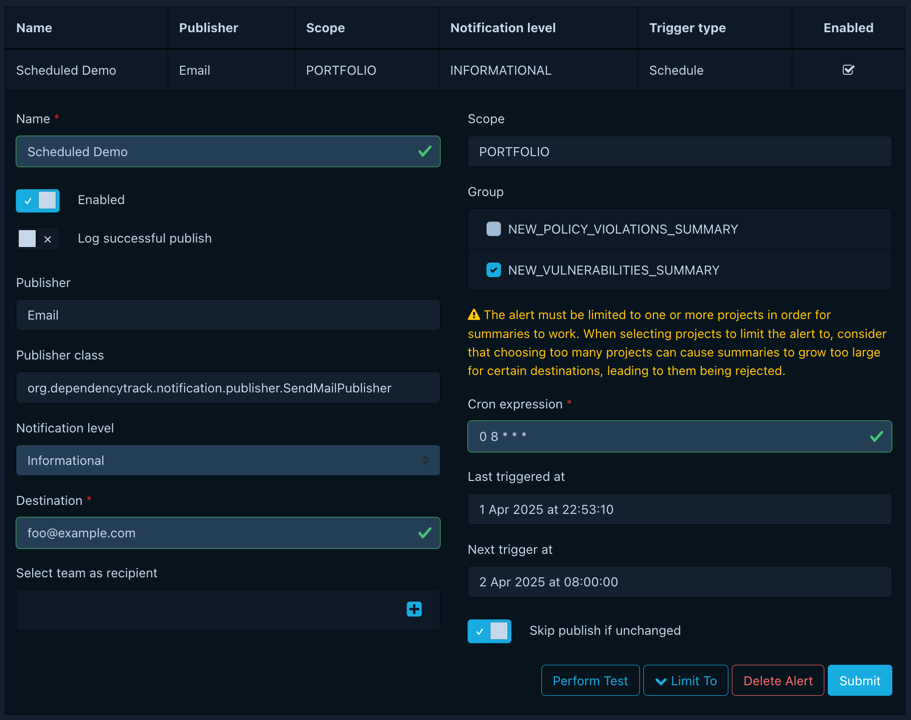 Name Publisher Scope Notification level Trigger type Enabled
Scheduled Demo Email PORTFOLIO INFORMATIONAL Schedule
Name *
Scheduled Demo
Enabled
Log successful publish
Publisher
Email
Publisher class
org.dependencytrack.notification.publisher.SendMailPublisher
Notification level
Informational
Destination *
foo@example.com
Select team as recipient
Scope
PORTFOLIO
Group
NEW_POLICY_VIOLATIONS_SUMMARY
NEW_VULNERABILITIES_SUMMARY
The alert must be limited to one or more projects in order for
summaries to work. When selecting projects to limit the alert to, consider
that choosing too many projects can cause summaries to grow too large
for certain destinations, leading to them being rejected.
Cron expression *
0 8 * * *
Last triggered at
1 Apr 2025 at 22:53:10
Next trigger at
2 Apr 2025 at 08:00:00
Skip publish if unchanged
Perform Test Limit To Delete Alert Submit